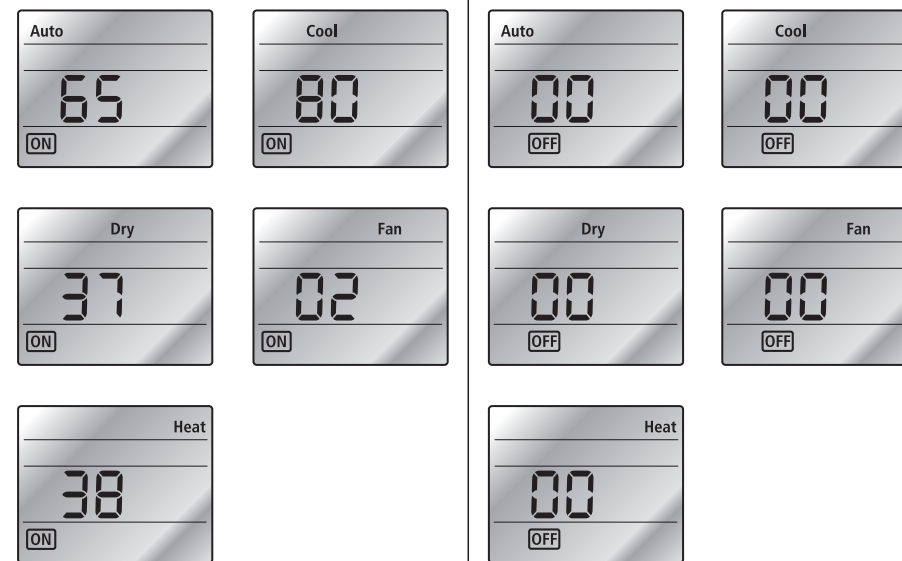 Auto
65
ON
Cool
80
ON
Dry
37
ON
Fan
02
ON
Heat
38
ON
Auto
00
OFF
Cool
00
OFF
Dry
00
OFF
Fan
00
OFF
Heat
00
OFF